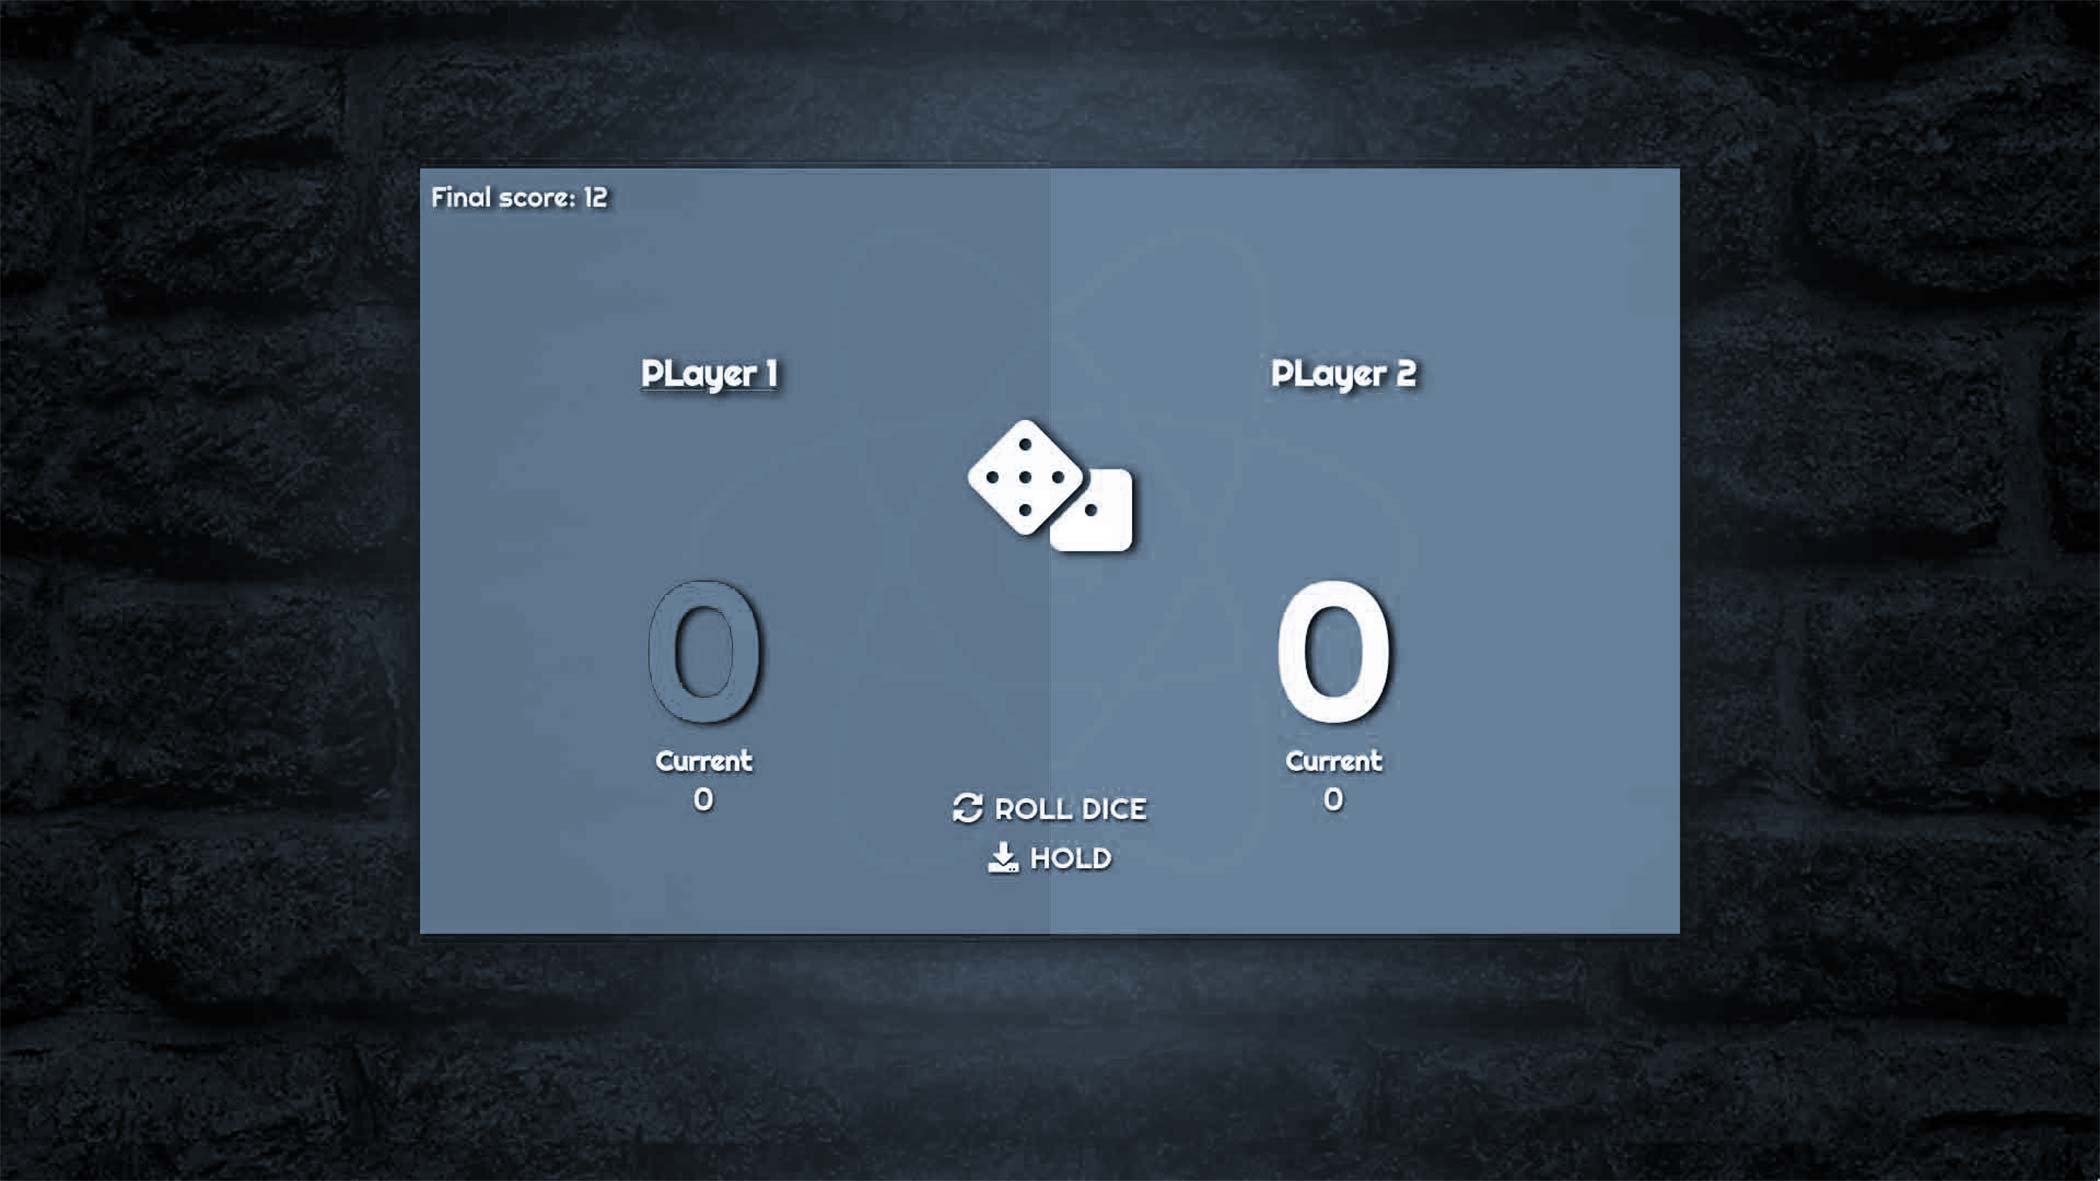 Final score: 12
PLayer 1
PLayer 2
0
0
Current
0
Current
0
ROLL DICE
HOLD